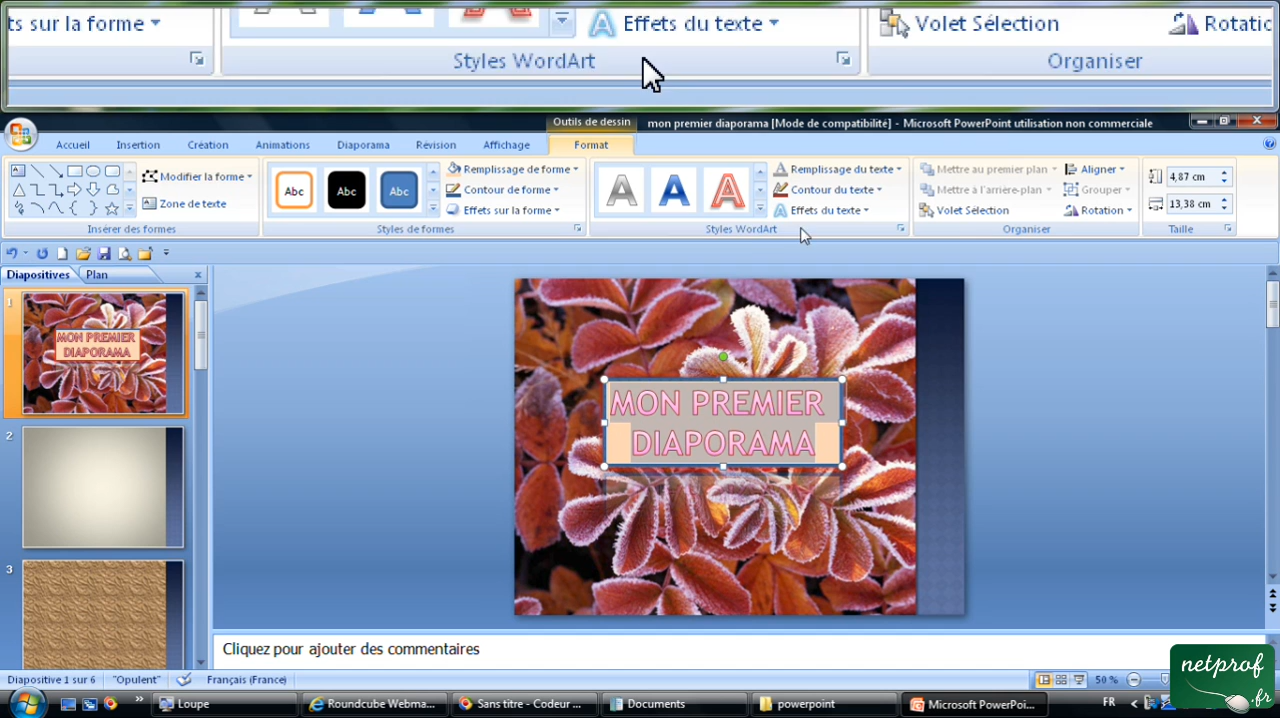 ts sur la forme
Effets du texte
Volet Sélection
Styles WordArt
Organiser
Outils de dessin
mon premier diaporama [Mode de compatibilité] - Microsoft PowerPoint utilisation non commerciale
Accueil
Insertion
Création
Animations
Diaporama
Révision
Affichage
Format
Modifier la forme
Zone de texte
Insérer des formes
Abc
Abc
Abc
Remplissage de forme
Contour de forme
Effets sur la forme
Styles de formes
A
A
A
Remplissage du texte
Contour du texte
Effets du texte
Styles WordArt
Mettre au premier plan
Mettre à l'arrière-plan
Volet Sélection
Aligner
Grouper
Rotation
Organiser
4,87 cm
13,38 cm
Taille
Diapositives
Plan
1
MON PREMIER
DIAPORAMA
2
3
MON PREMIER
DIAPORAMA
Cliquez pour ajouter des commentaires
Diapositive 1 sur 6
"Opulent"
Français (France)
50 %
Loupe
Roundcube Webma...
Sans titre - Codeur ...
Documents
powerpoint
Microsoft PowerPoi...
FR
netprof
.fr